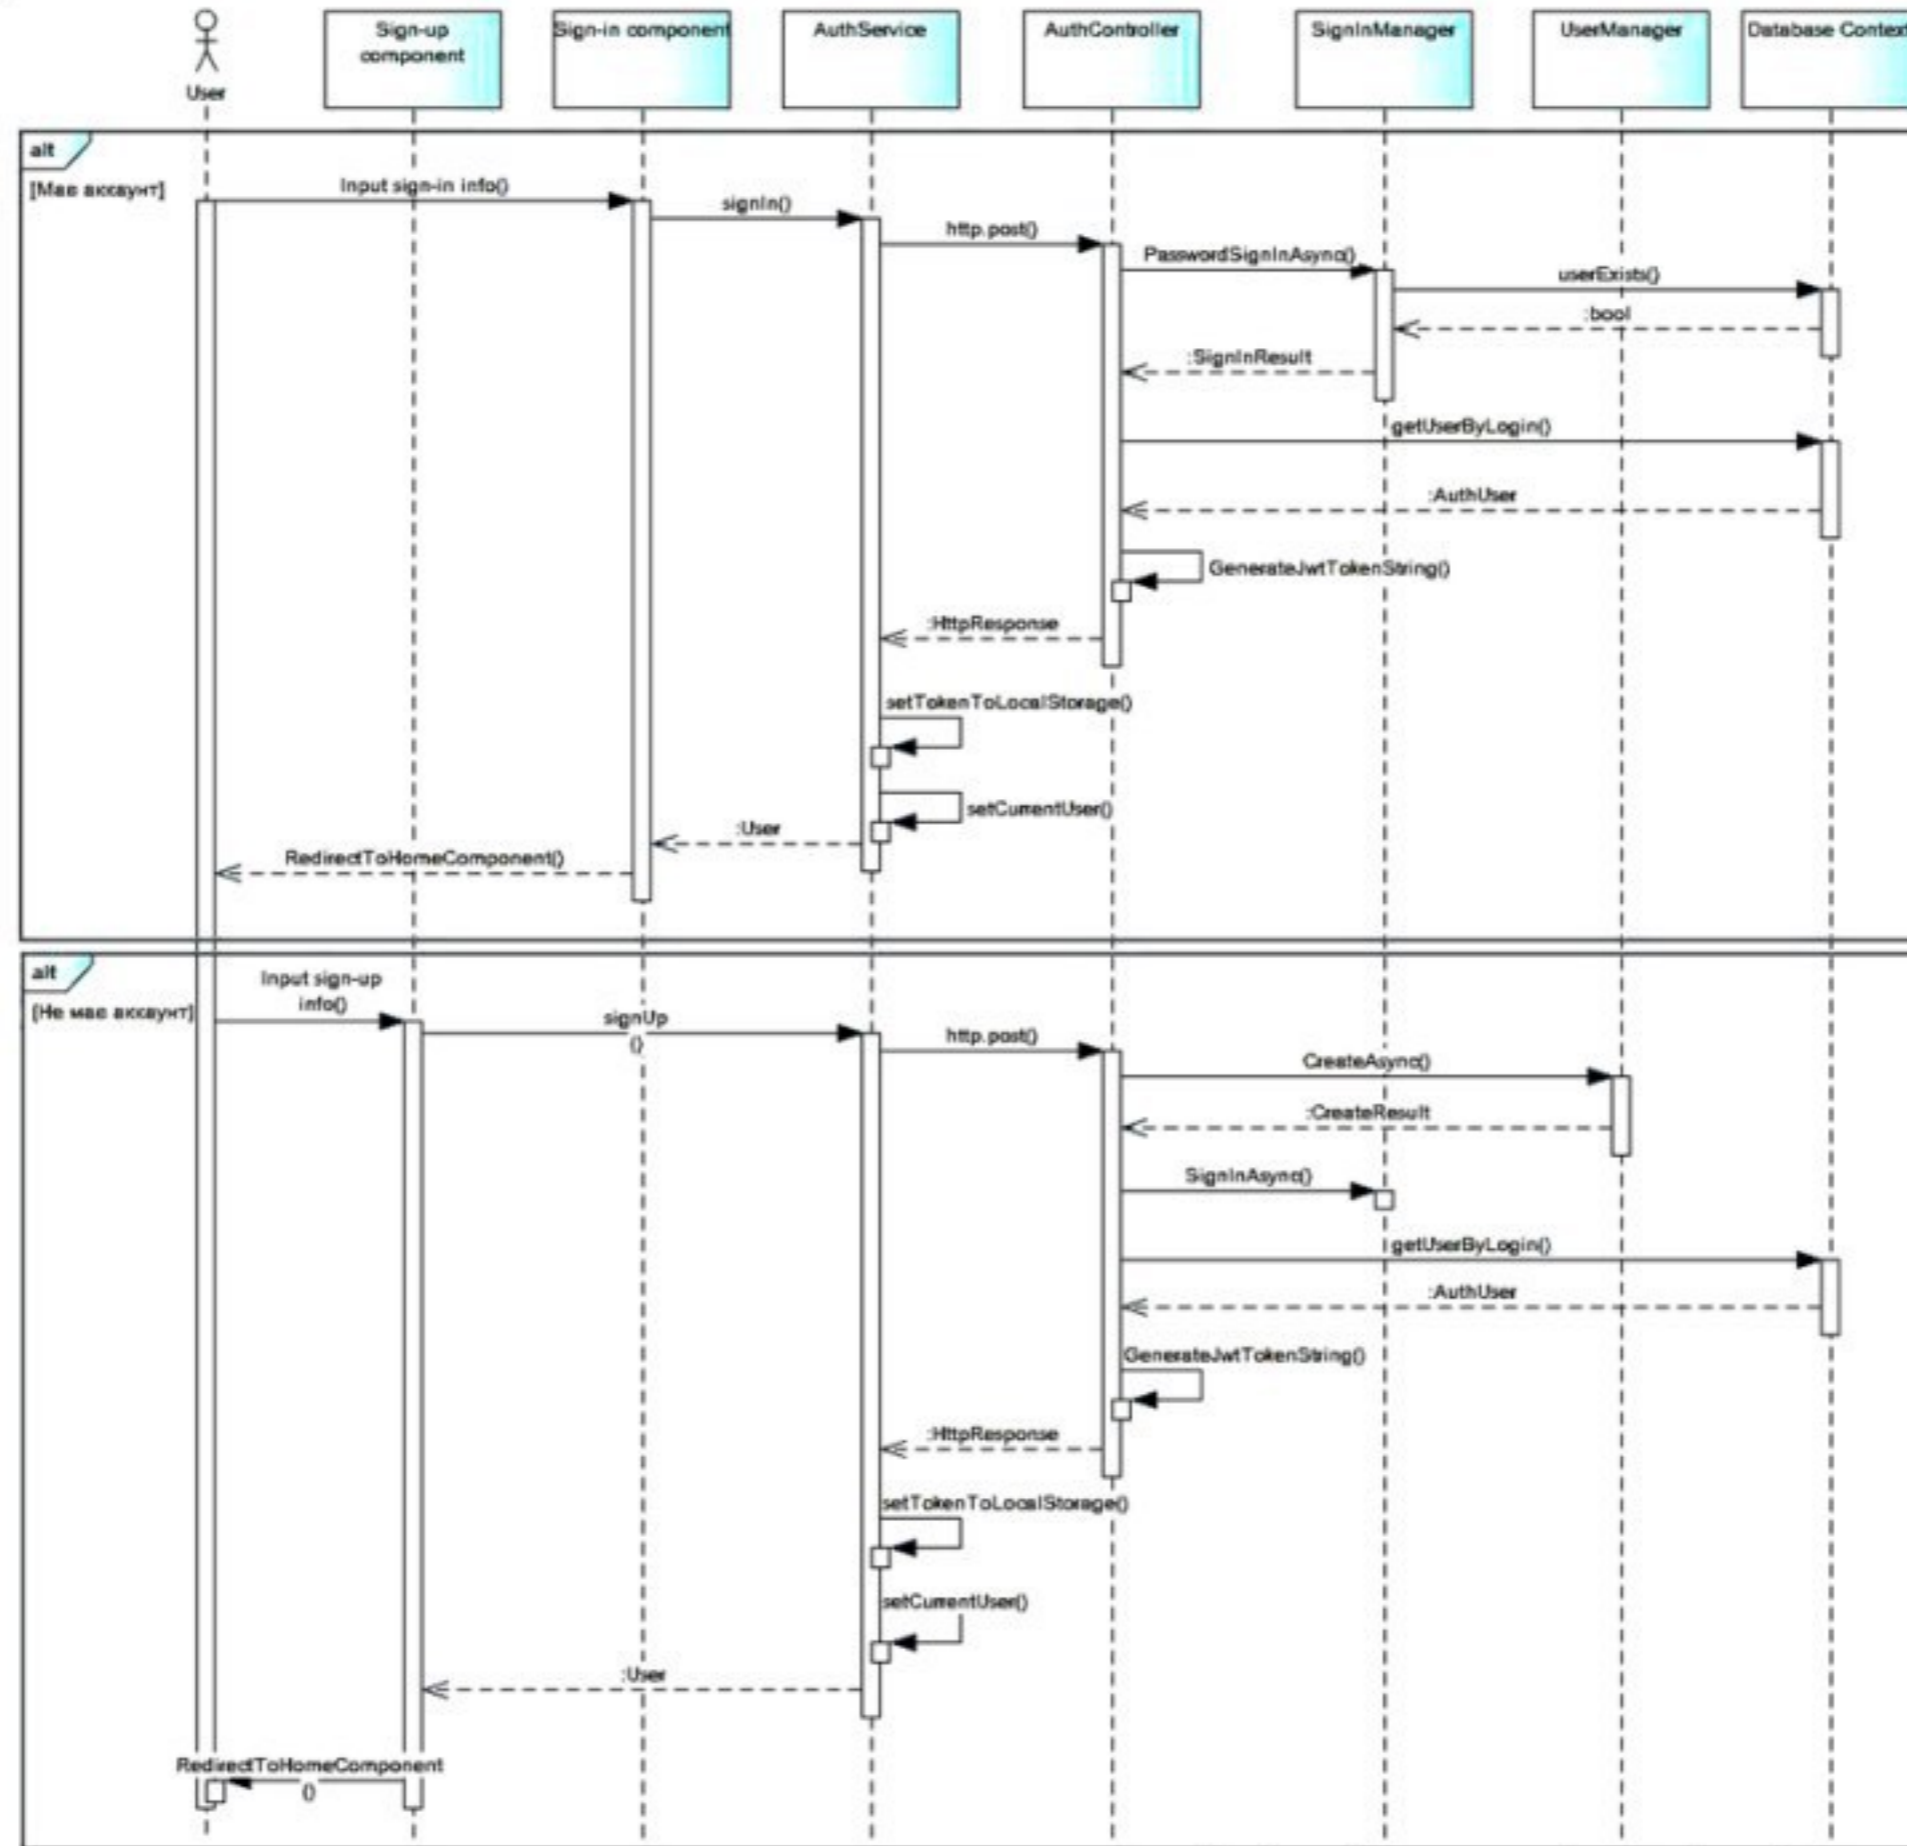 User
Sign-up
component
Sign-in component
AuthService
AuthController
SignInManager
UserManager
Database Context
alt
[Має аккаунт]
Input sign-in info()
signIn()
http.post()
PasswordSignInAsync()
userExists()
:bool
:SignInResult
getUserByLogin()
:AuthUser
GenerateJwtTokenString()
:HttpResponse
setTokenToLocalStorage()
setCurrentUser()
:User
RedirectToHomeComponent()
alt
[Не має аккаунт]
Input sign-up
info()
signUp
()
http.post()
CreateAsync()
:CreateResult
SignInAsync()
getUserByLogin()
:AuthUser
GenerateJwtTokenString()
:HttpResponse
setTokenToLocalStorage()
setCurrentUser()
:User
RedirectToHomeComponent
()